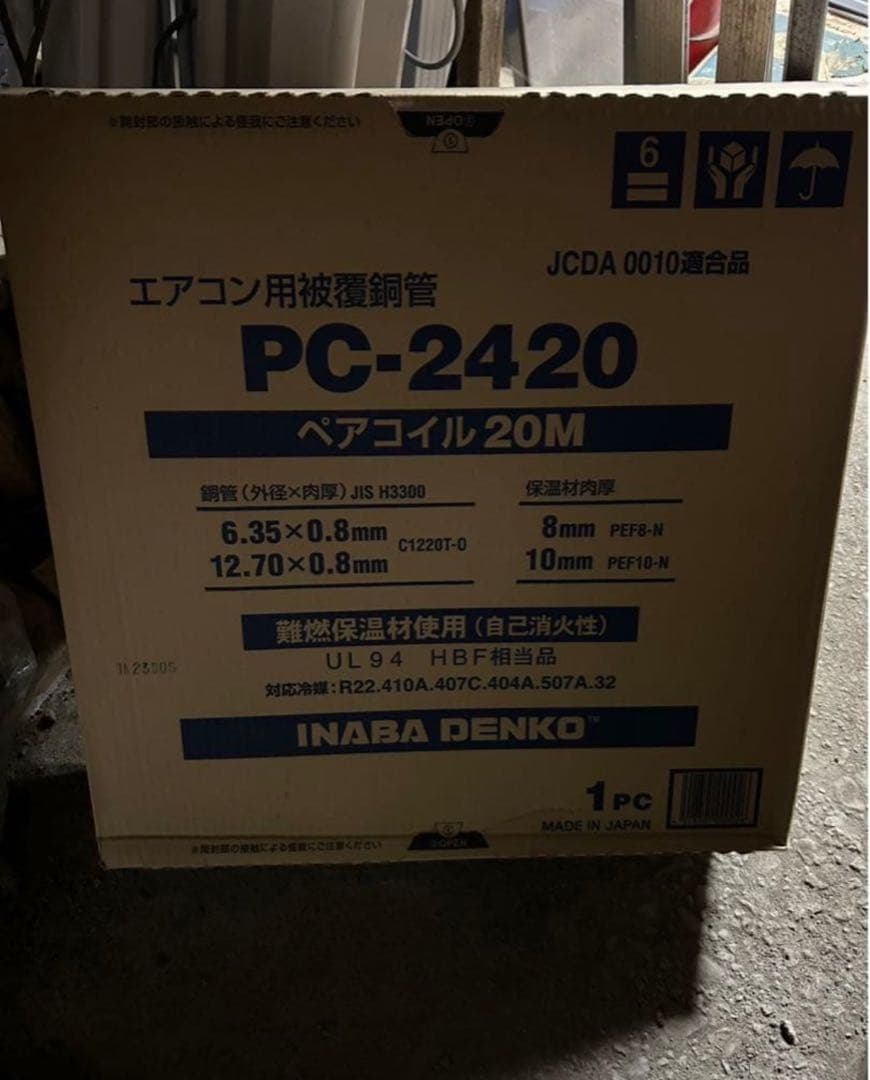 ※開封部の接触による怪我にご注意ください
OPEN
6
JCDA 0010適合品
エアコン用被覆銅管
PC-2420
ペアコイル20M
銅管(外径×肉厚)JIS H3300
保温材肉厚
6.35×0.8mm
8mm PEF8-N
C1220T-O
12.70×0.8mm
10mm PEF10-N
難燃保温材使用(自己消火性)
UL94 HBF相当品
対応冷媒:R22.410A.407C.404A.507A.32
INABA DENKO™
1PC
MADE IN JAPAN
※開封部の接触による怪我にご注意ください
OPEN